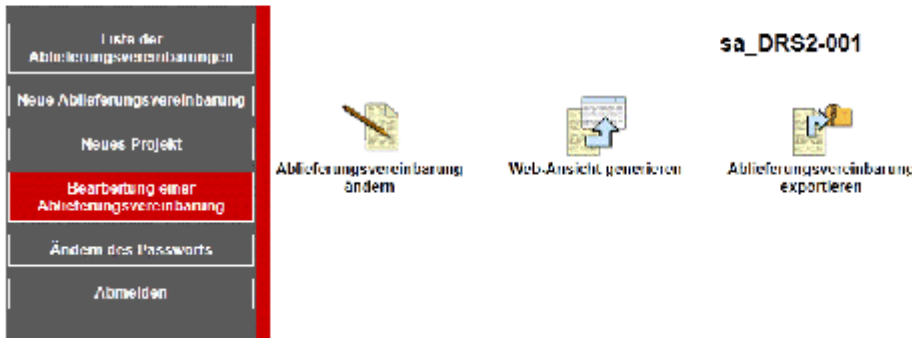 Liste der
Ablieferungsvereinbarungen
Neue Ablieferungsvereinbarung
Neues Projekt
Bearbeitung einer
Ablieferungsvereinbarung
Ändern des Passworts
Abmelden
sa_DRS2-001
Ablieferungsvereinbarung
ändern
Web-Ansicht generieren
Ablieferungsvereinbarung
exportieren